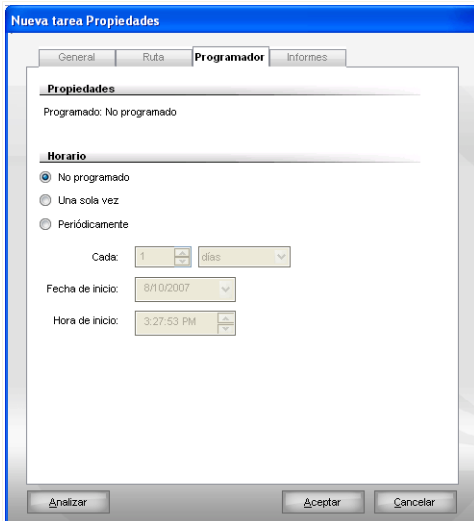 Nueva tarea Propiedades
General Ruta Programador Informes
Propiedades
Programado: No programado
Horario
No programado
Una sola vez
Periódicamente
Cada: 1 días
Fecha de inicio: 8/10/2007
Hora de inicio: 3:27:53 PM
Analizar Aceptar Cancelar